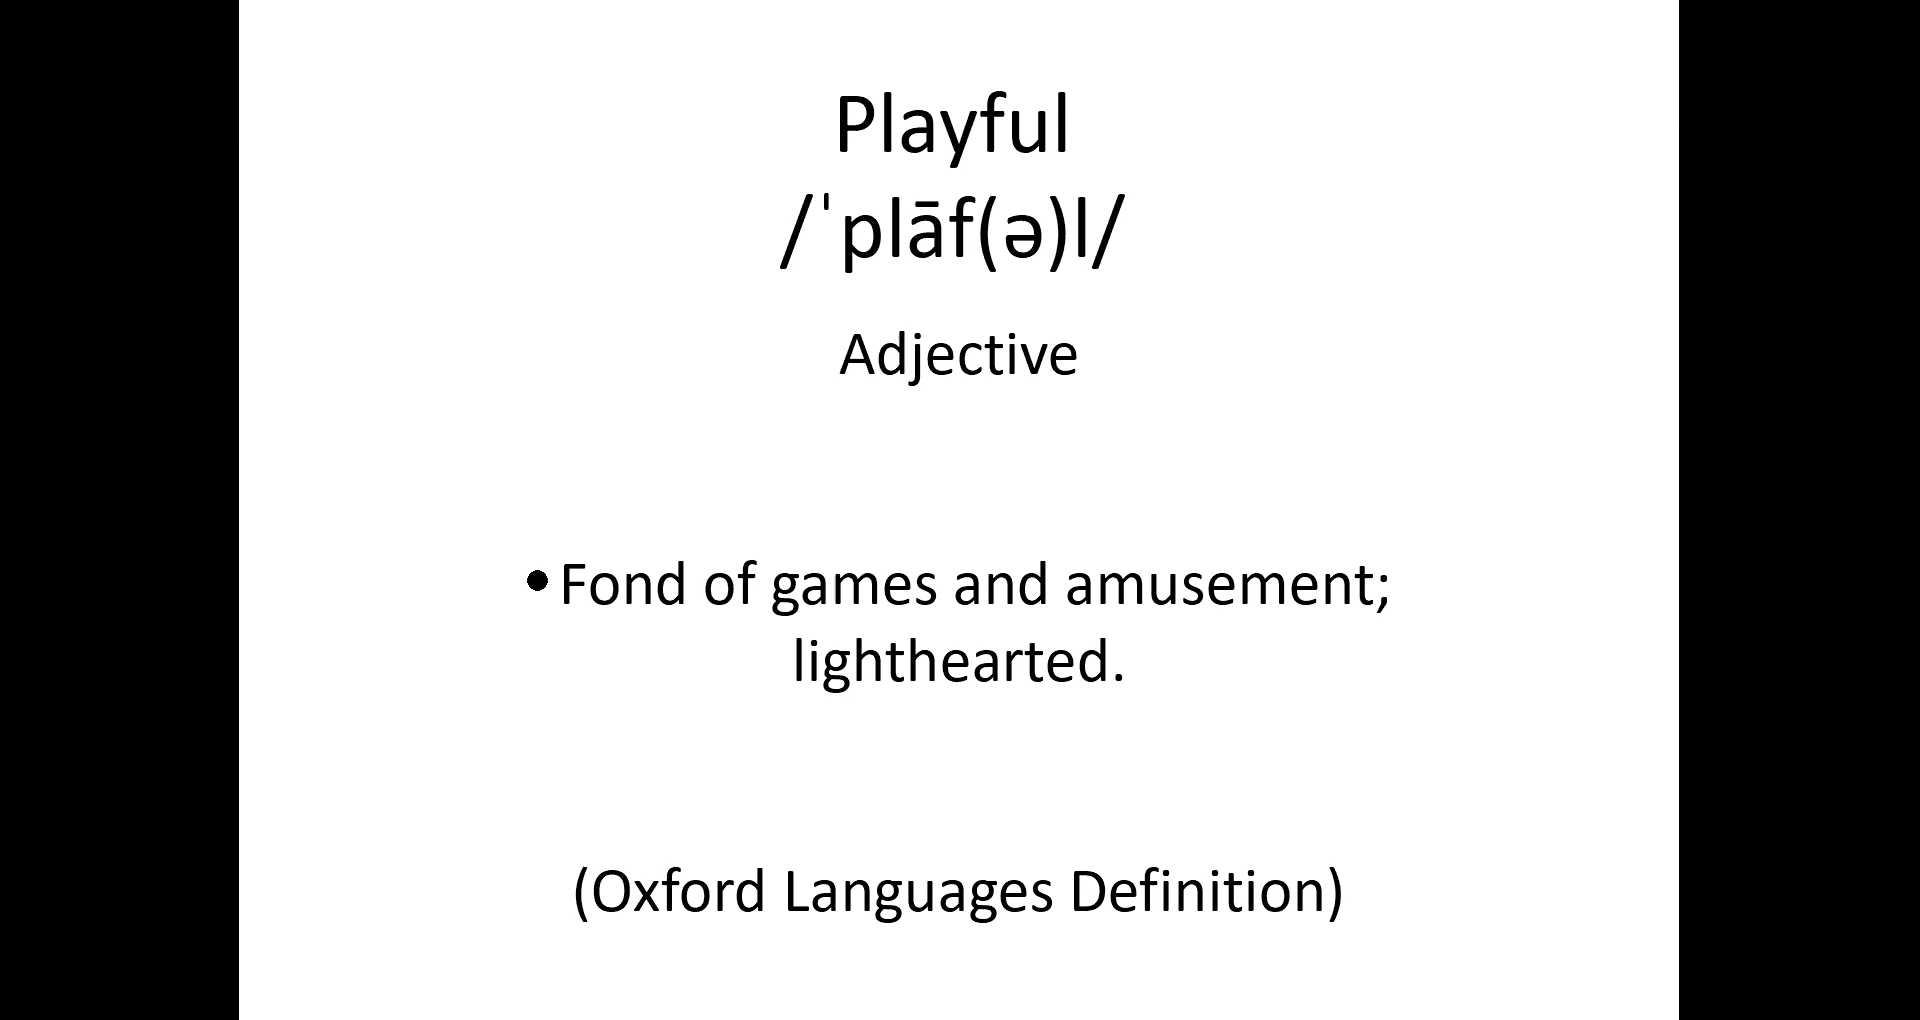 Playful
/ˈplāf(ə)l/
Adjective
• Fond of games and amusement;
lighthearted.
(Oxford Languages Definition)